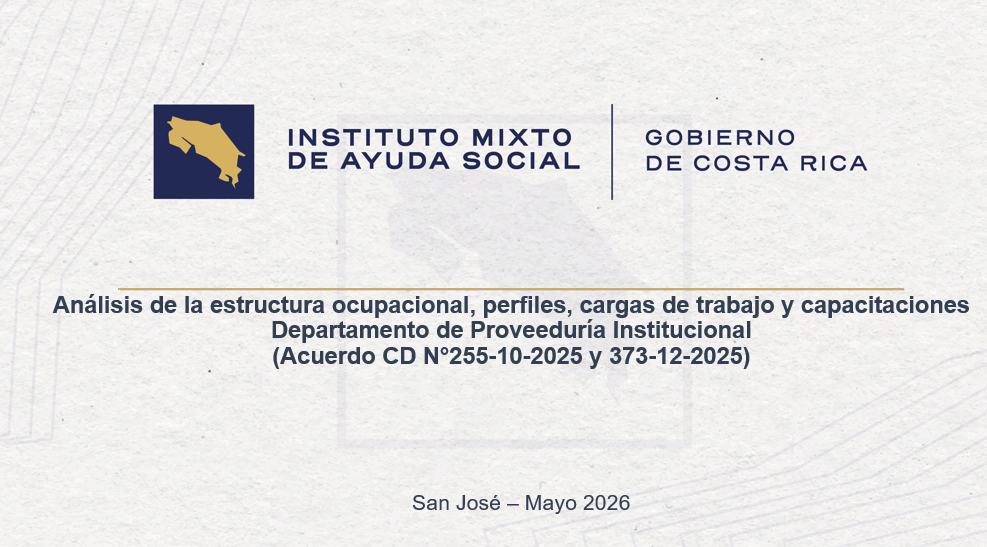 INSTITUTO MIXTO
DE AYUDA SOCIAL
GOBIERNO
DE COSTA RICA
Análisis de la estructura ocupacional, perfiles, cargas de trabajo y capacitaciones
Departamento de Proveeduría Institucional
(Acuerdo CD N°255-10-2025 y 373-12-2025)
San José – Mayo 2026